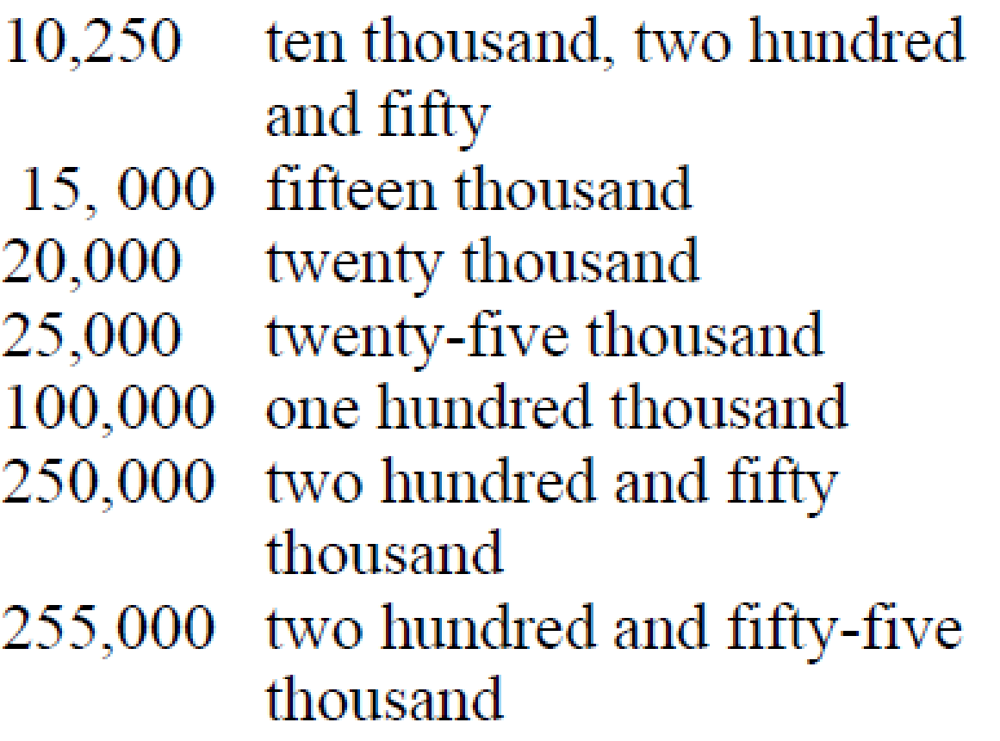 10,250 ten thousand, two hundred
and fifty
15, 000 fifteen thousand
20,000 twenty thousand
25,000 twenty-five thousand
100,000 one hundred thousand
250,000 two hundred and fifty
thousand
255,000 two hundred and fifty-five
thousand